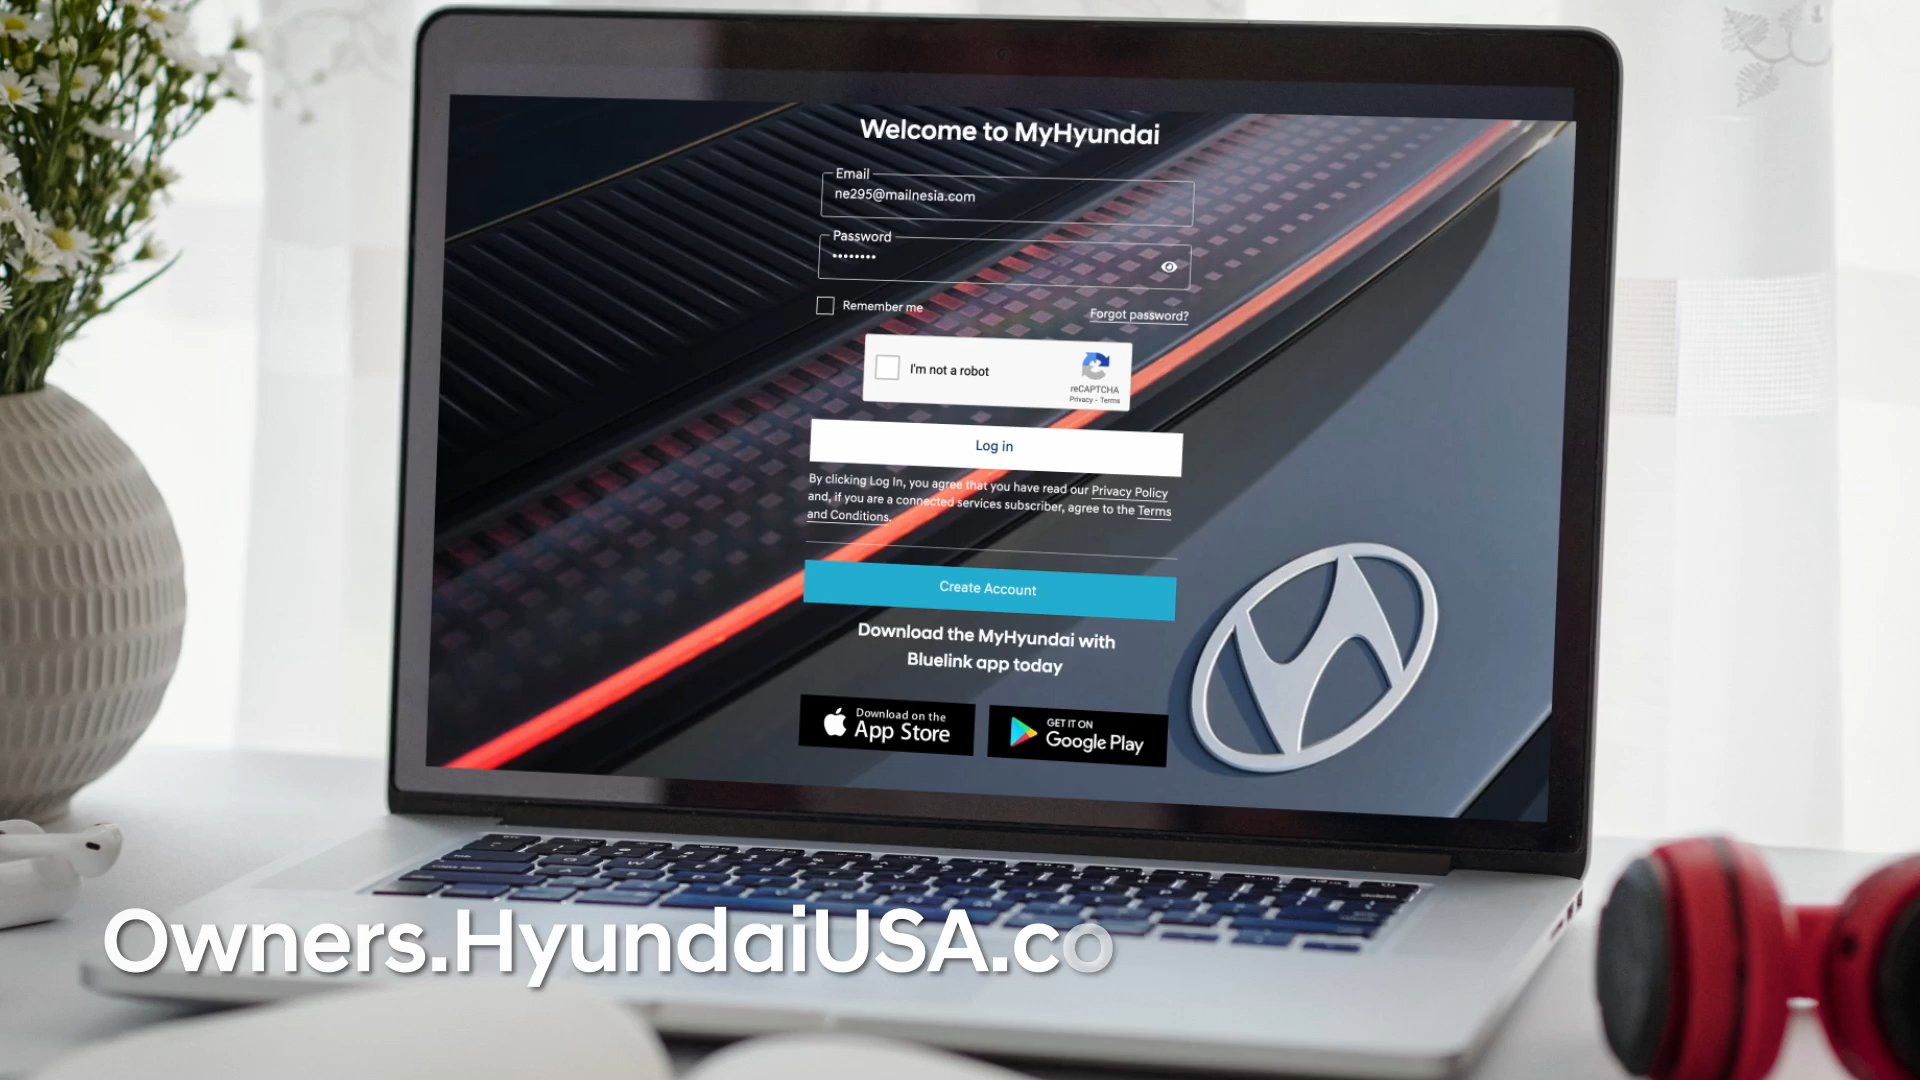 Welcome to MyHyundai
Email
ne295@mailnesia.com
Password
••••••••
Remember me
Forgot password?
I'm not a robot
reCAPTCHA
Privacy - Terms
Log in
By clicking Log In, you agree that you have read our Privacy Policy
and, if you are a connected services subscriber, agree to the Terms
and Conditions.
Create Account
Download the MyHyundai with
Bluelink app today
Download on the
App Store
GET IT ON
Google Play
Owners.HyundaiUSA.co